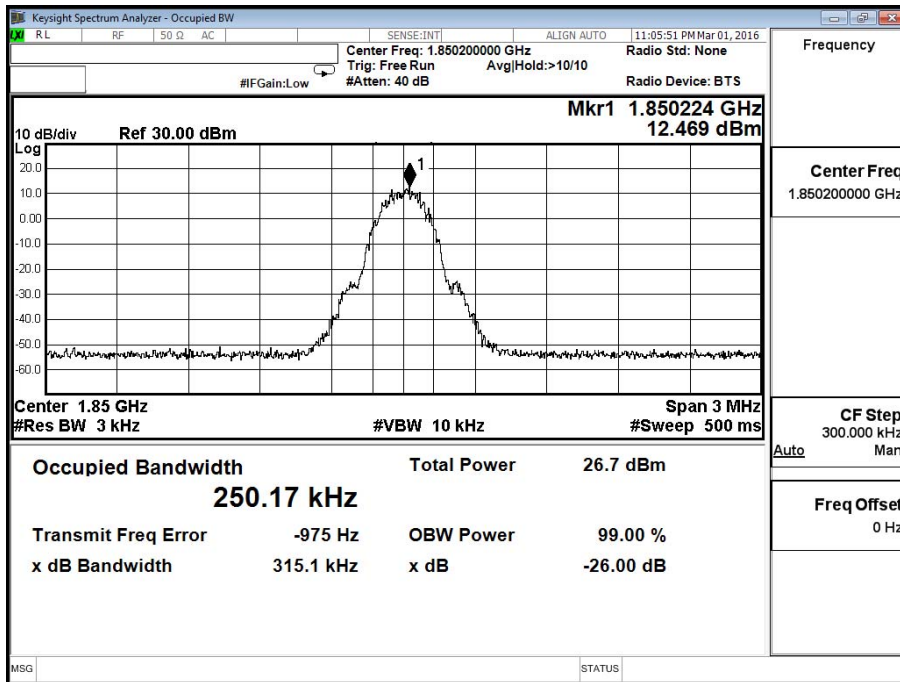 Keysight Spectrum Analyzer - Occupied BW
LXI RL RF 50 Ω AC SENSE:INT ALIGN AUTO 11:05:51 PM Mar 01, 2016
Center Freq: 1.850200000 GHz Radio Std: None
Trig: Free Run Avg|Hold:>10/10
#IFGain:Low #Atten: 40 dB Radio Device: BTS
Mkr1 1.850224 GHz
12.469 dBm
10 dB/div Ref 30.00 dBm
Log
1
20.0
10.0
0.00
-10.0
-20.0
-30.0
-40.0
-50.0
-60.0
Center 1.85 GHz Span 3 MHz
#Res BW 3 kHz #VBW 10 kHz #Sweep 500 ms
Occupied Bandwidth Total Power 26.7 dBm
250.17 kHz
Transmit Freq Error -975 Hz OBW Power 99.00 %
x dB Bandwidth 315.1 kHz x dB -26.00 dB
MSG STATUS
Frequency
Center Freq
1.850200000 GHz
CF Step
300.000 kHz
Auto Man
Freq Offset
0 Hz